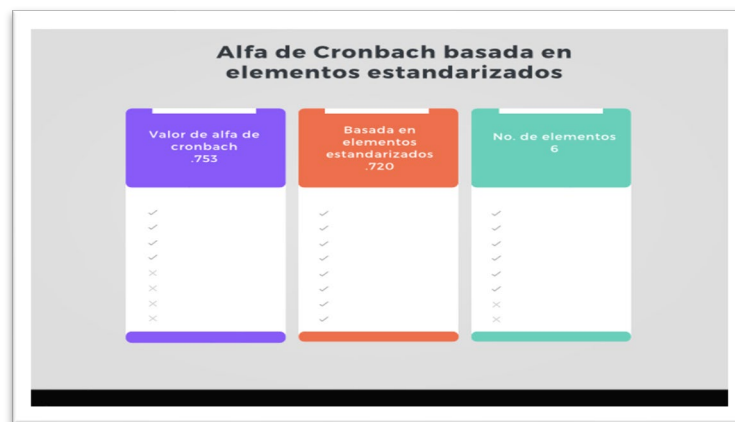 Alfa de Cronbach basada en
elementos estandarizados
Valor de alfa de
cronbach
.753
Basada en
elementos
estandarizados
.720
No. de elementos
6